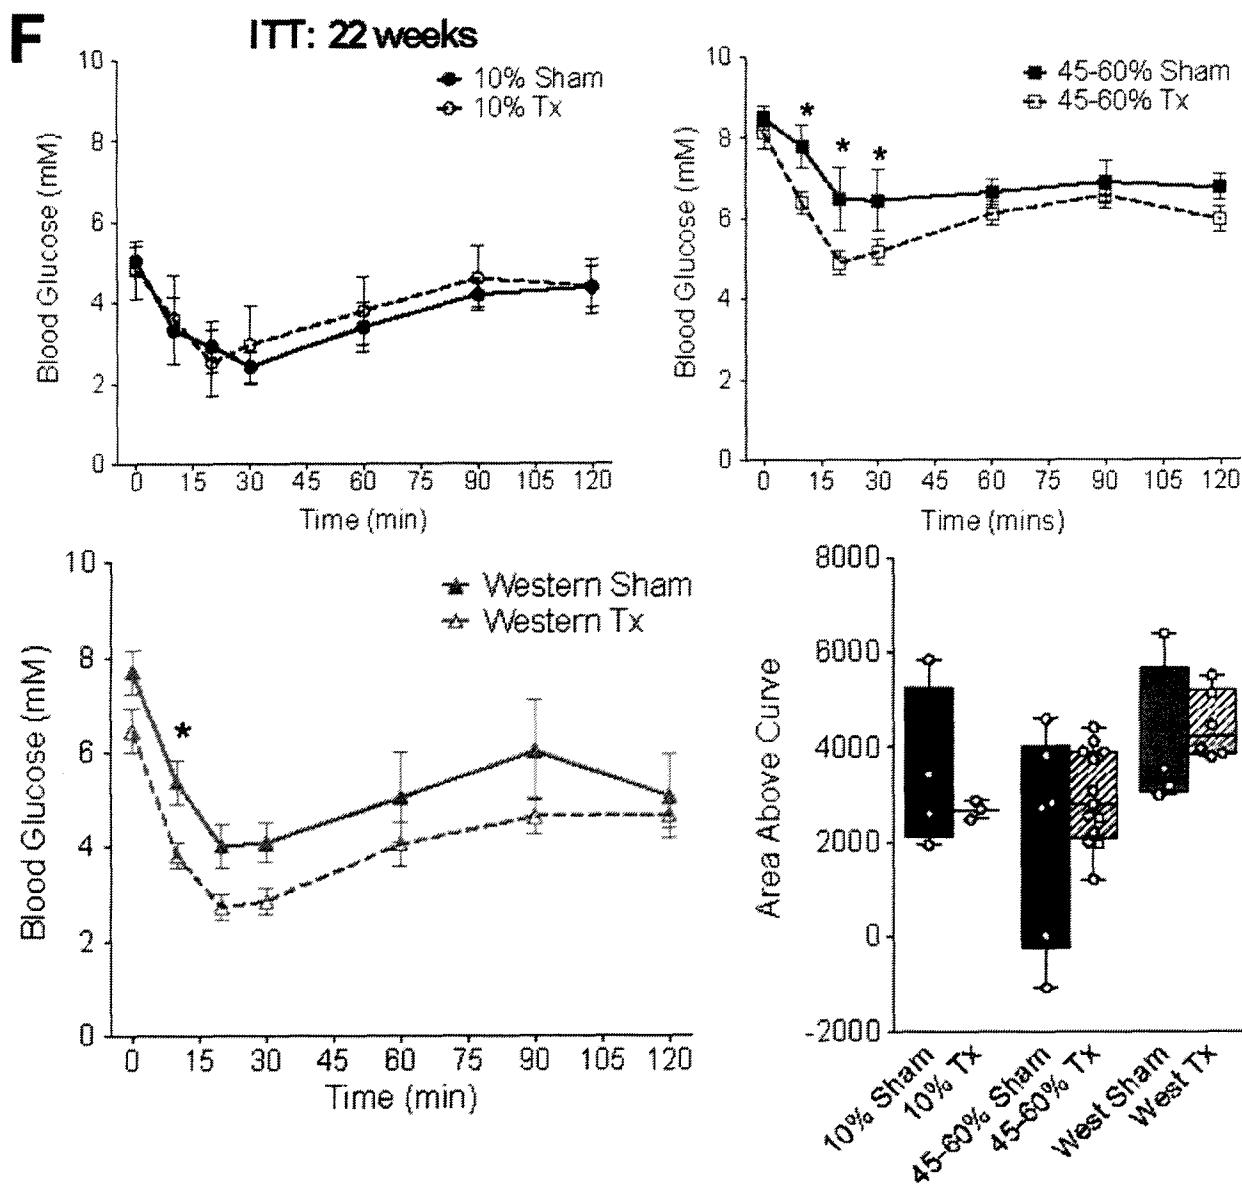 F
ITT: 22 weeks
10% Sham
10% Tx
Blood Glucose (mM)
10
8
6
4
2
0
0 15 30 45 60 75 90 105 120
Time (min)
45-60% Sham
45-60% Tx
* * *
Blood Glucose (mM)
10
8
6
4
2
0
0 15 30 45 60 75 90 105 120
Time (mins)
Western Sham
Western Tx
*
Blood Glucose (mM)
10
8
6
4
2
0
0 15 30 45 60 75 90 105 120
Time (min)
Area Above Curve
8000
6000
4000
2000
0
-2000
10% Sham
10% Tx
45-60% Sham
45-60% Tx
West Sham
West Tx